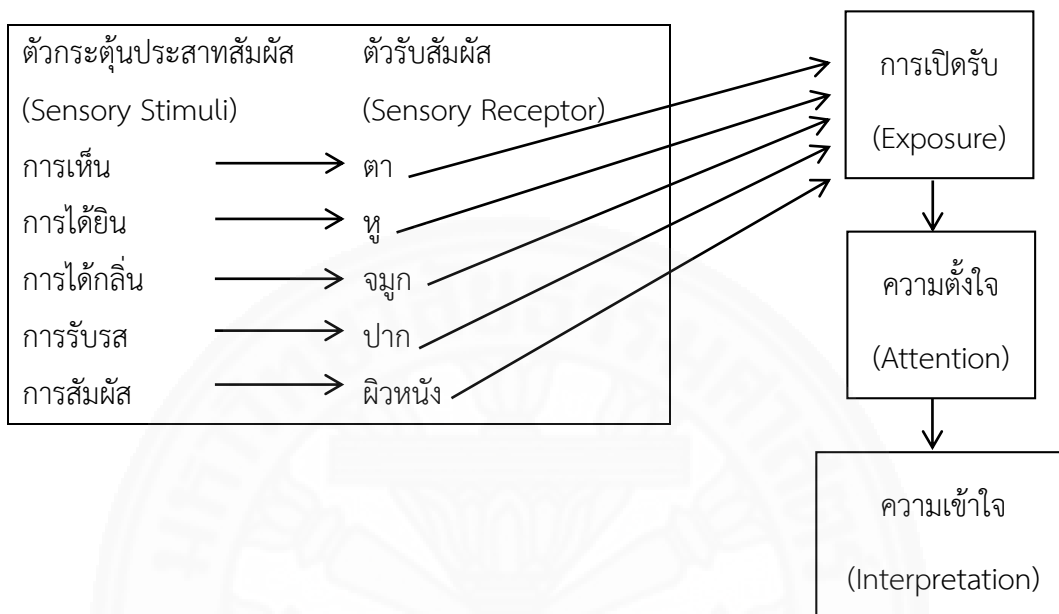 ตัวกระตุ้นประสาทสัมผัส ตัวรับสัมผัส
(Sensory Stimuli) (Sensory Receptor)
การเห็น ตา
การได้ยิน หู
การได้กลิ่น จมูก
การรับรส ปาก
การสัมผัส ผิวหนัง
การเปิดรับ
(Exposure)
ความตั้งใจ
(Attention)
ความเข้าใจ
(Interpretation)